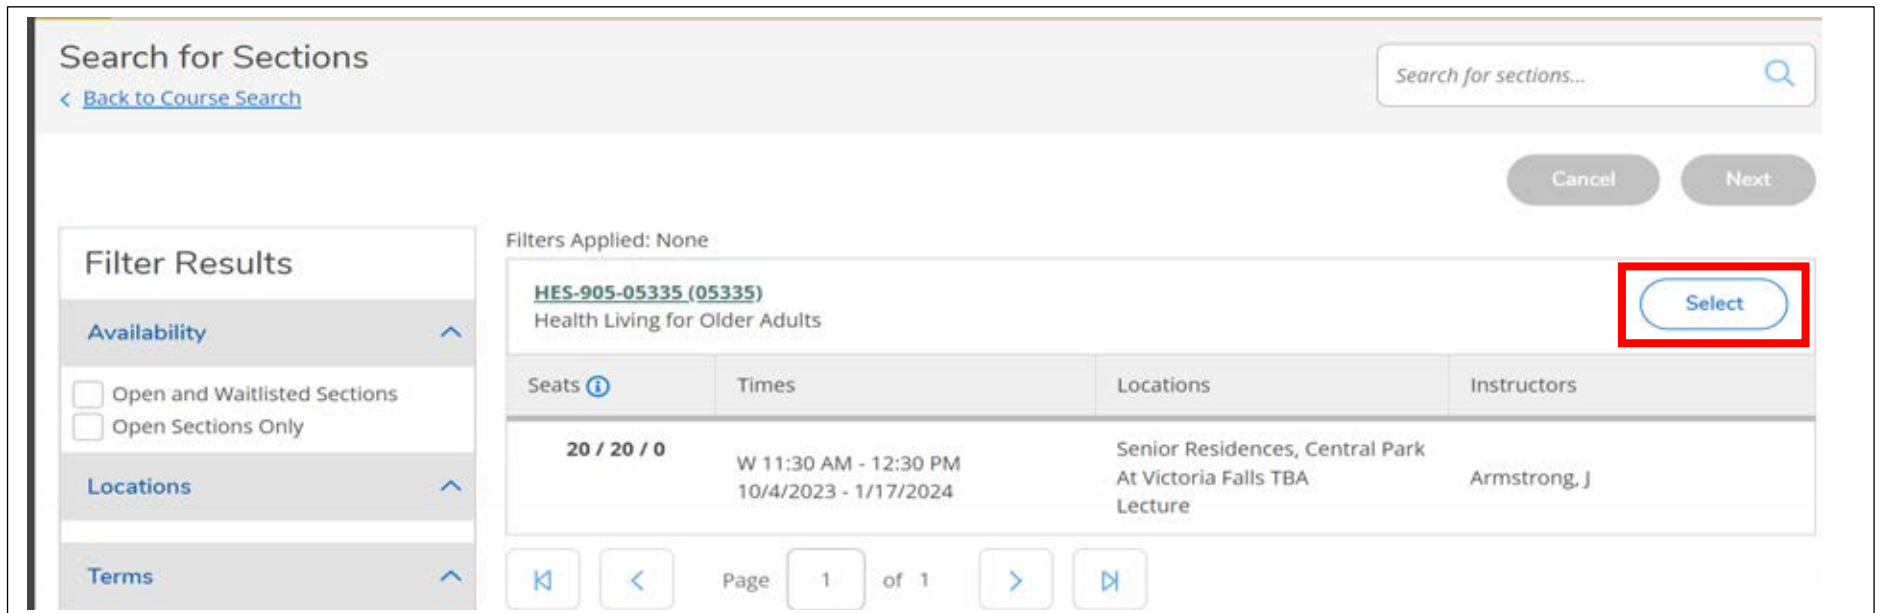 Search for Sections
< Back to Course Search
Search for sections...
Cancel
Next
Filter Results
Availability
Open and Waitlisted Sections
Open Sections Only
Locations
Terms
Filters Applied: None
HES-905-05335 (05335)
Health Living for Older Adults
Select
Seats
Times
Locations
Instructors
20 / 20 / 0
W 11:30 AM - 12:30 PM
10/4/2023 - 1/17/2024
Senior Residences, Central Park
At Victoria Falls TBA
Lecture
Armstrong, J
Page 1 of 1